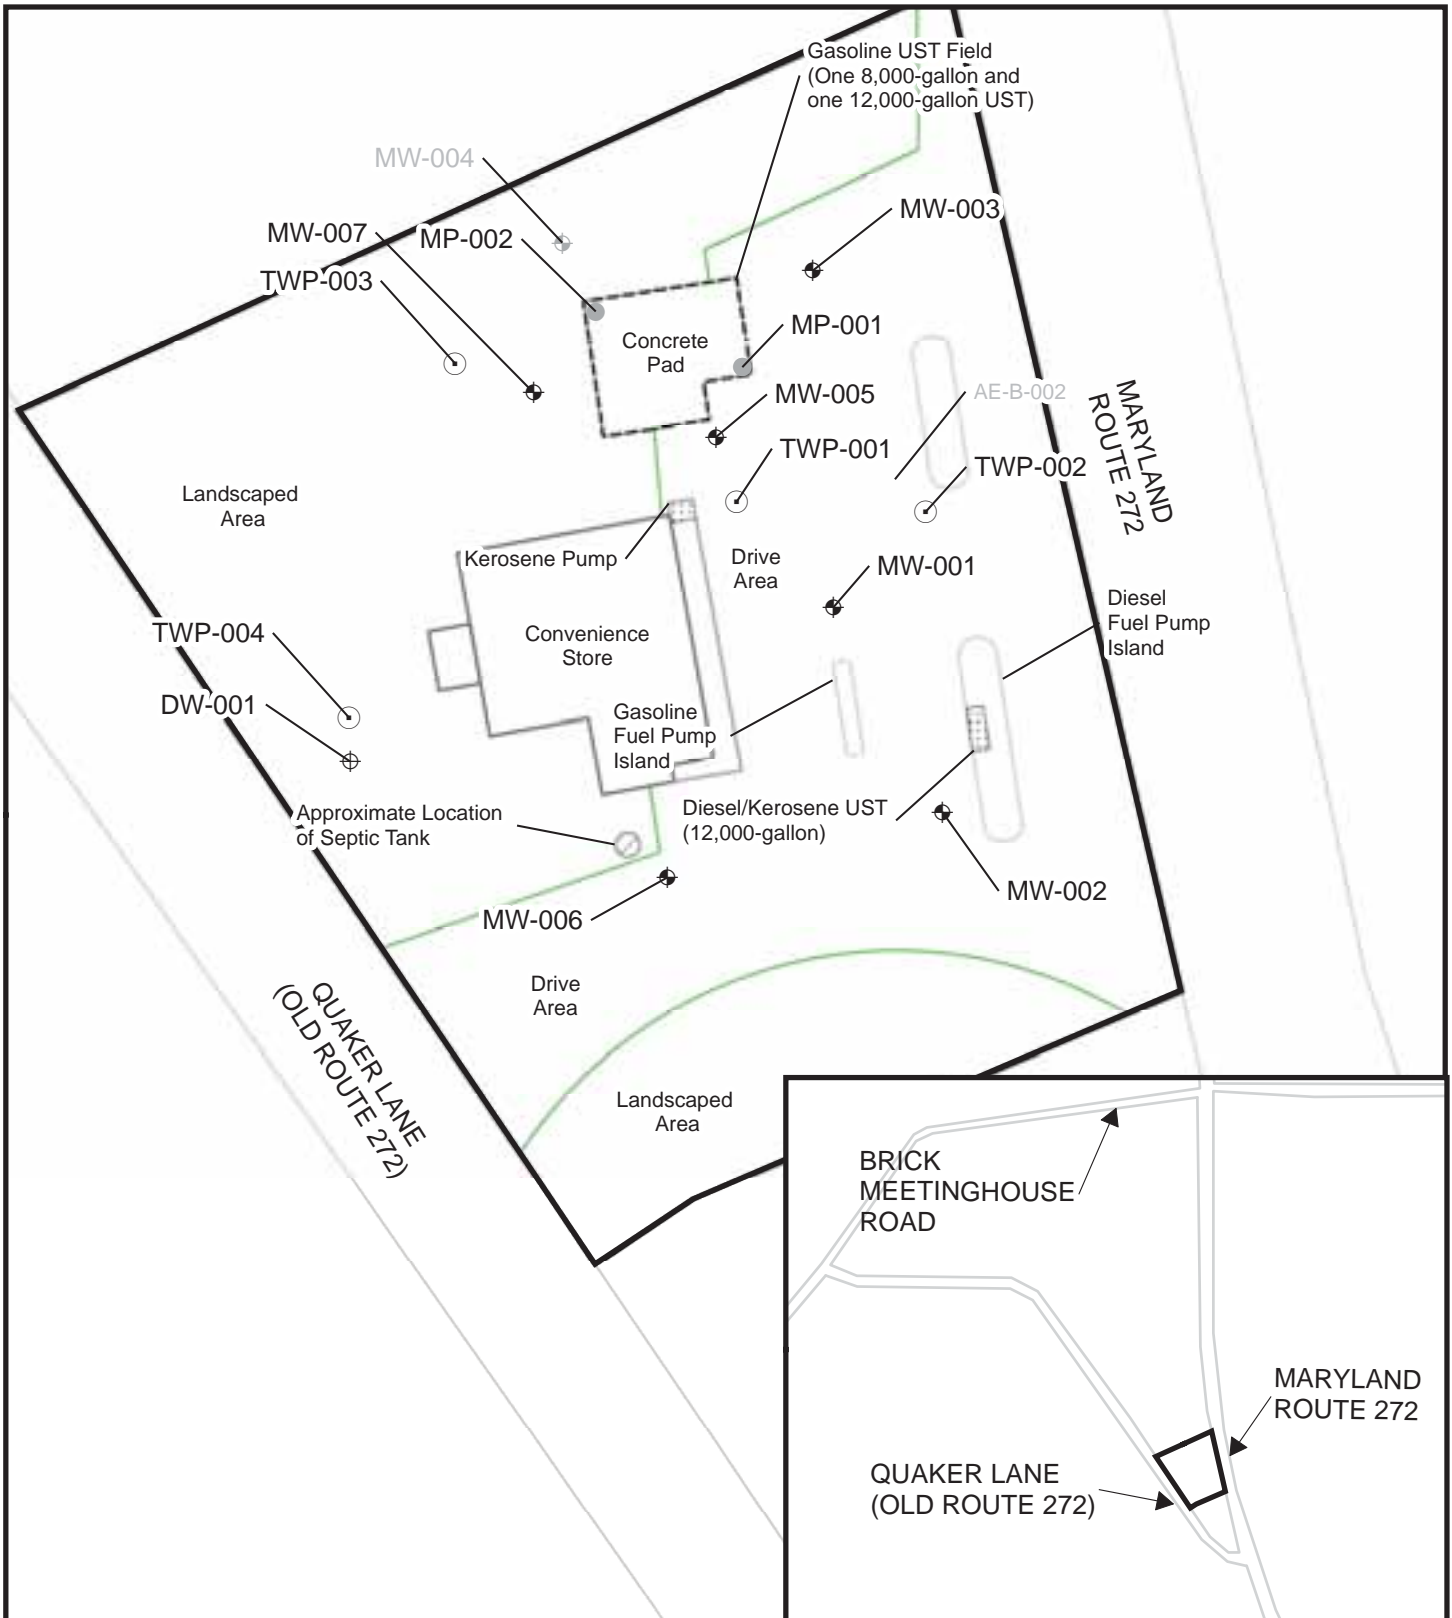 Gasoline UST Field
(One 8,000-gallon and
one 12,000-gallon UST)
MW-004
MW-003
MW-007
MP-002
TWP-003
MP-001
Concrete
Pad
MW-005
AE-B-002
MARYLAND
ROUTE 272
TWP-001
TWP-002
Landscaped
Area
Kerosene Pump
Drive
Area
MW-001
Diesel
Fuel Pump
Island
TWP-004
Convenience
Store
DW-001
Gasoline
Fuel Pump
Island
Approximate Location
of Septic Tank
Diesel/Kerosene UST
(12,000-gallon)
MW-002
MW-006
Drive
Area
QUAKER LANE
(OLD ROUTE 272)
Landscaped
Area
BRICK
MEETINGHOUSE
ROAD
MARYLAND
ROUTE 272
QUAKER LANE
(OLD ROUTE 272)